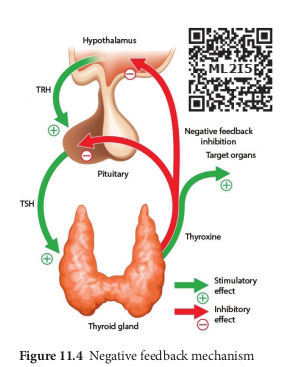 Hypothalamus
ML2I5
TRH
Negative feedback
inhibition
Target organs
Pituitary
TSH
Thyroxine
Stimulatory
effect
Inhibitory
effect
Thyroid gland
Figure 11.4 Negative feedback mechanism